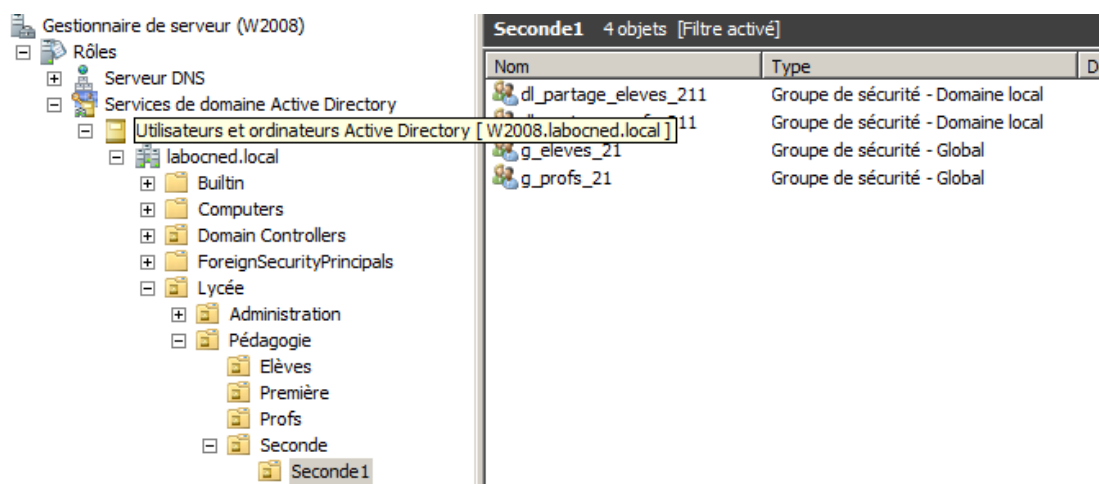 Gestionnaire de serveur (W2008)
Rôles
Serveur DNS
Services de domaine Active Directory
Utilisateurs et ordinateurs Active Directory [ W2008.labocned.local ]
labocned.local
Builtin
Computers
Domain Controllers
ForeignSecurityPrincipals
Lycée
Administration
Pédagogie
Elèves
Première
Profs
Seconde
Seconde1
Seconde1 4 objets [Filtre activé]
Nom Type
dl_partage_eleves_211 Groupe de sécurité - Domaine local
11 Groupe de sécurité - Domaine local
g_eleves_21 Groupe de sécurité - Global
g_profs_21 Groupe de sécurité - Global